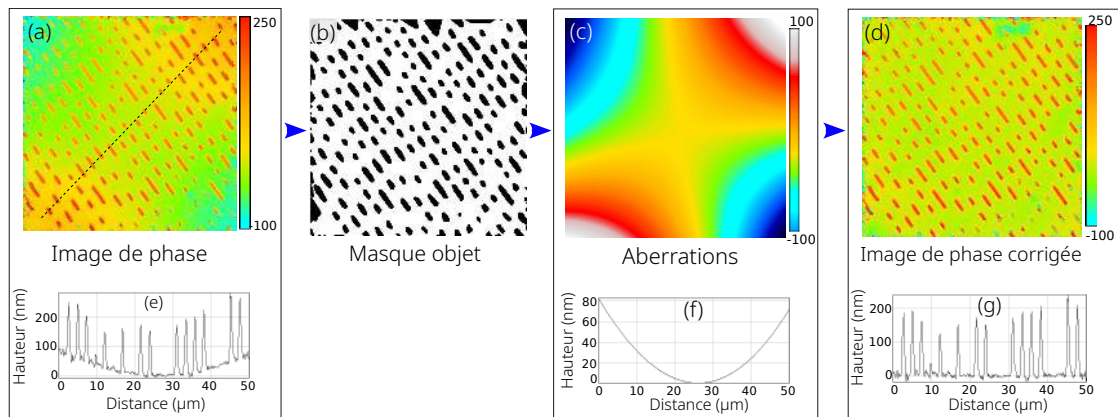 (a)
250
-100
Image de phase
(b)
Masque objet
(c)
100
-100
Aberrations
(d)
250
-100
Image de phase corrigée
(e)
Hauteur (nm)
200
100
0
0 10 20 30 40 50
Distance (µm)
(f)
Hauteur (nm)
80
60
40
20
0
0 10 20 30 40 50
Distance (µm)
(g)
Hauteur (nm)
200
100
0
0 10 20 30 40 50
Distance (µm)